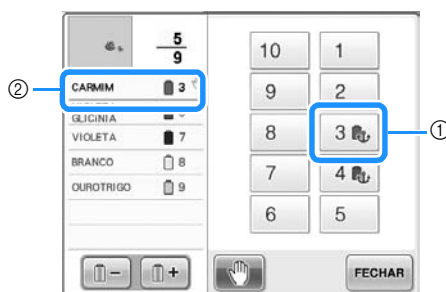 5
9
CARMIM 3
GLICINIA
VIOLETA 7
BRANCO 8
OUROTRIGO 9
10 1
9 2
8 3
7 4
6 5
FECHAR
①
②
- +